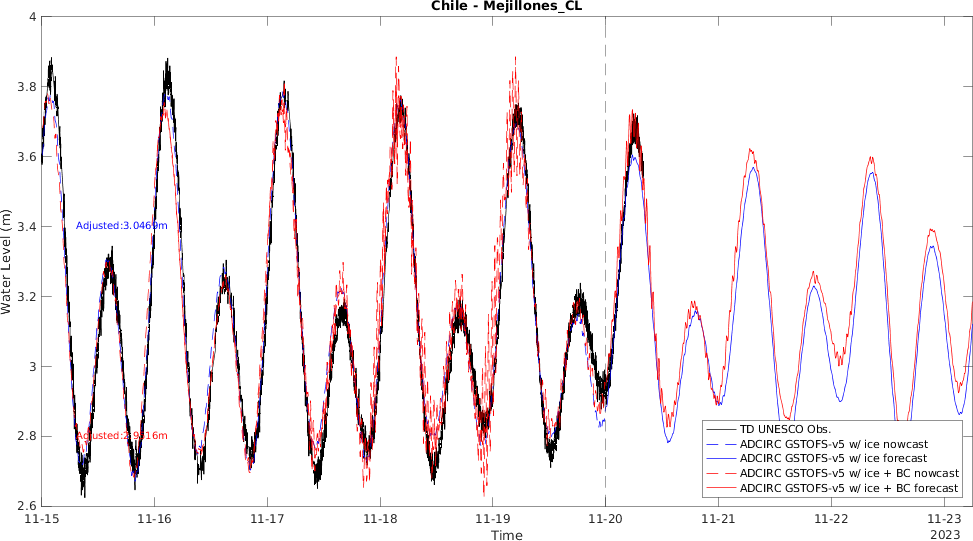 Chile - Mejillones_CL
4
3.8
3.6
3.4
3.2
3
2.8
2.6
Water Level (m)
Adjusted:3.0469m
TD UNESCO Obs.
ADCIRC GSTOFS-v5 w/ ice nowcast
ADCIRC GSTOFS-v5 w/ ice forecast
ADCIRC GSTOFS-v5 w/ ice + BC nowcast
ADCIRC GSTOFS-v5 w/ ice + BC forecast
11-15
11-16
11-17
11-18
11-19
11-20
11-21
11-22
11-23
2023
Time